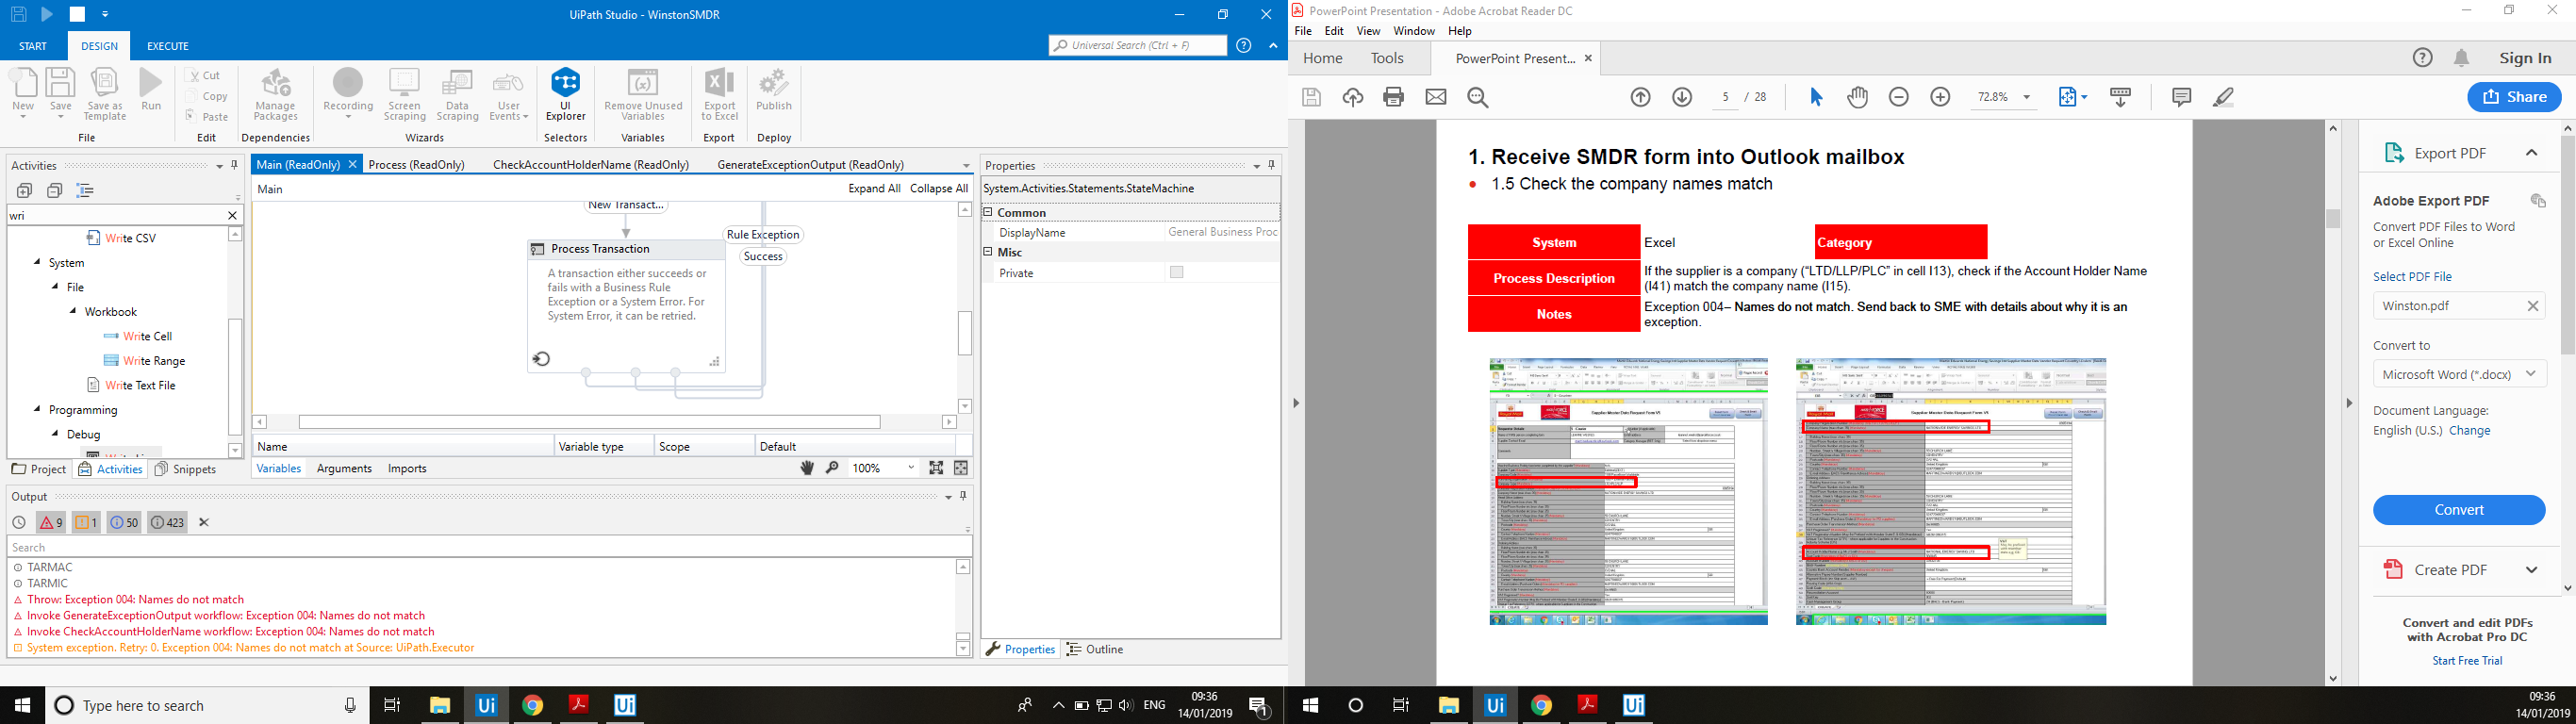 UiPath Studio - WinstonSMDR
START
DESIGN
EXECUTE
Universal Search (Ctrl + F)
New
Save
Save as Template
Run
File
Cut
Copy
Paste
Edit
Manage Packages
Dependencies
Recording
Screen Scraping
Data Scraping
User Events
Wizards
UI Explorer
Selectors
Remove Unused Variables
Variables
Export to Excel
Export
Publish
Deploy
Activities
wri
Write CSV
System
File
Workbook
Write Cell
Write Range
Write Text File
Programming
Debug
Project
Activities
Snippets
Main (ReadOnly)
Process (ReadOnly)
CheckAccountHolderName (ReadOnly)
GenerateExceptionOutput (ReadOnly)
Main
Expand All
Collapse All
New Transact...
Process Transaction
A transaction either succeeds or
fails with a Business Rule
Exception or a System Error. For
System Error, it can be retried.
Rule Exception
Success
Name
Variable type
Scope
Default
Variables
Arguments
Imports
100%
Properties
System.Activities.Statements.StateMachine
Common
DisplayName
General Business Proc
Misc
Private
Properties
Outline
Output
9
1
50
423
Search
TARMAC
TARMIC
Throw: Exception 004: Names do not match
Invoke GenerateExceptionOutput workflow: Exception 004: Names do not match
Invoke CheckAccountHolderName workflow: Exception 004: Names do not match
System exception. Retry: 0. Exception 004: Names do not match at Source: UiPath.Executor
Type here to search
ENG
09:36
14/01/2019
1
PowerPoint Presentation - Adobe Acrobat Reader DC
File Edit View Window Help
Home
Tools
PowerPoint Present...
Sign In
5 / 28
72.8%
Share
1. Receive SMDR form into Outlook mailbox
• 1.5 Check the company names match
System
Excel
Category
Process Description
If the supplier is a company (“LTD/LLP/PLC” in cell I13), check if the Account Holder Name
(I41) match the company name (I15).
Notes
Exception 004– Names do not match. Send back to SME with details about why it is an
exception.
Export PDF
Adobe Export PDF
Convert PDF Files to Word
or Excel Online
Select PDF File
Winston.pdf
Convert to
Microsoft Word (*.docx)
Document Language:
English (U.S.) Change
Convert
Create PDF
Convert and edit PDFs
with Acrobat Pro DC
Start Free Trial
09:36
14/01/2019